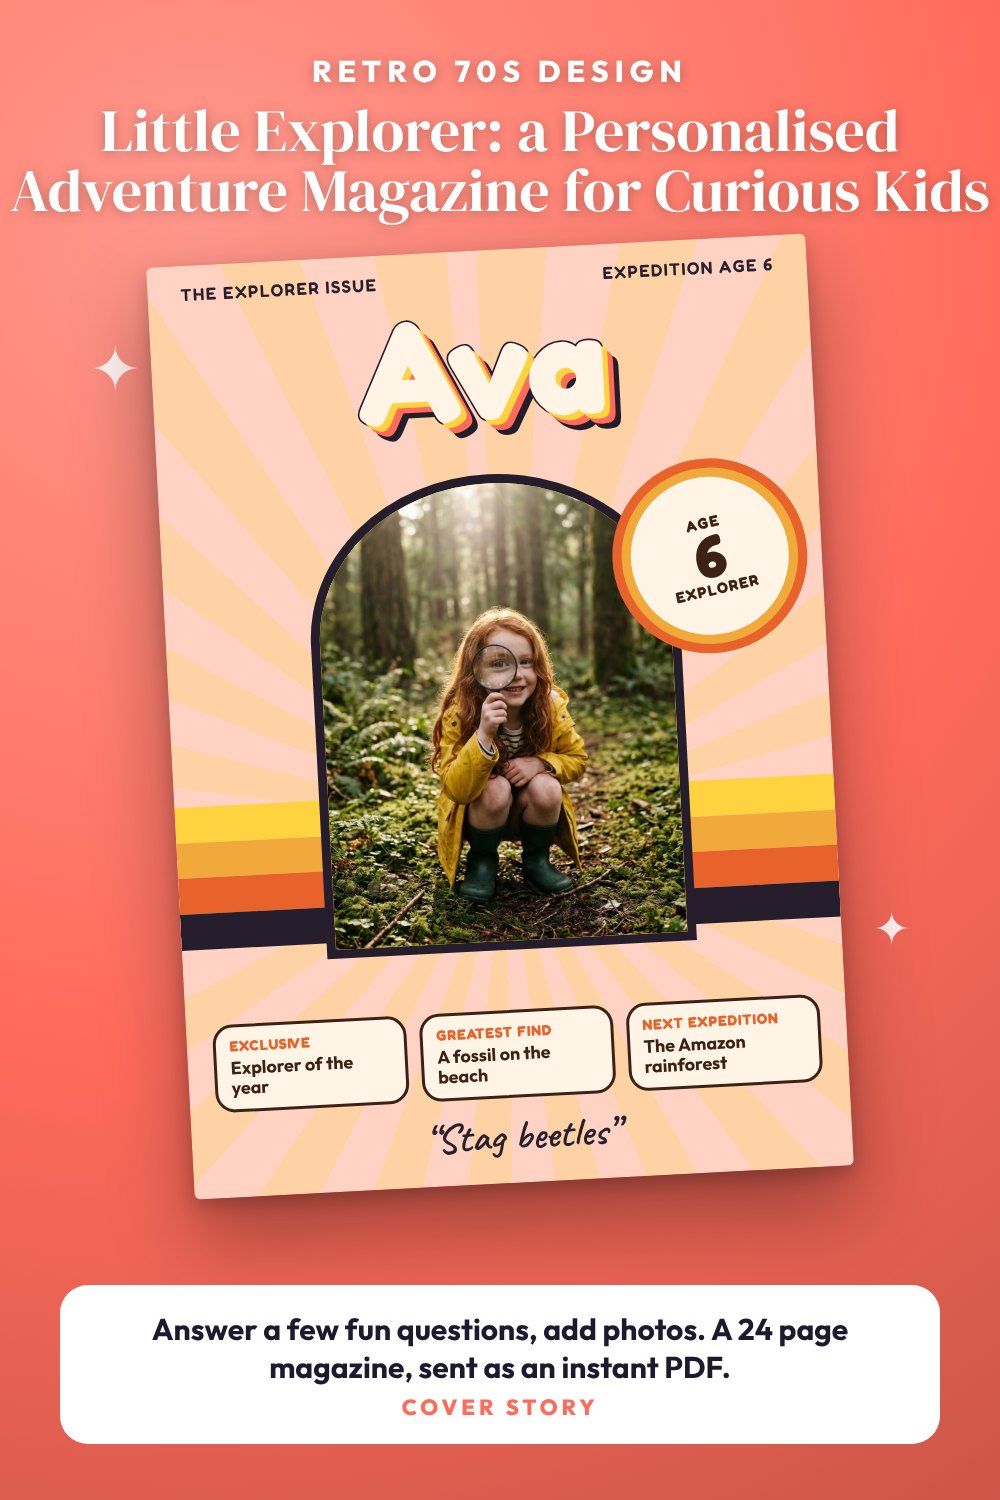 RETRO 70S DESIGN
Little Explorer: a Personalised
Adventure Magazine for Curious Kids
THE EXPLORER ISSUE
EXPEDITION AGE 6
Ava
AGE
6
EXPLORER
EXCLUSIVE
Explorer of the
year
GREATEST FIND
A fossil on the
beach
NEXT EXPEDITION
The Amazon
rainforest
“Stag beetles”
Answer a few fun questions, add photos. A 24 page
magazine, sent as an instant PDF.
COVER STORY